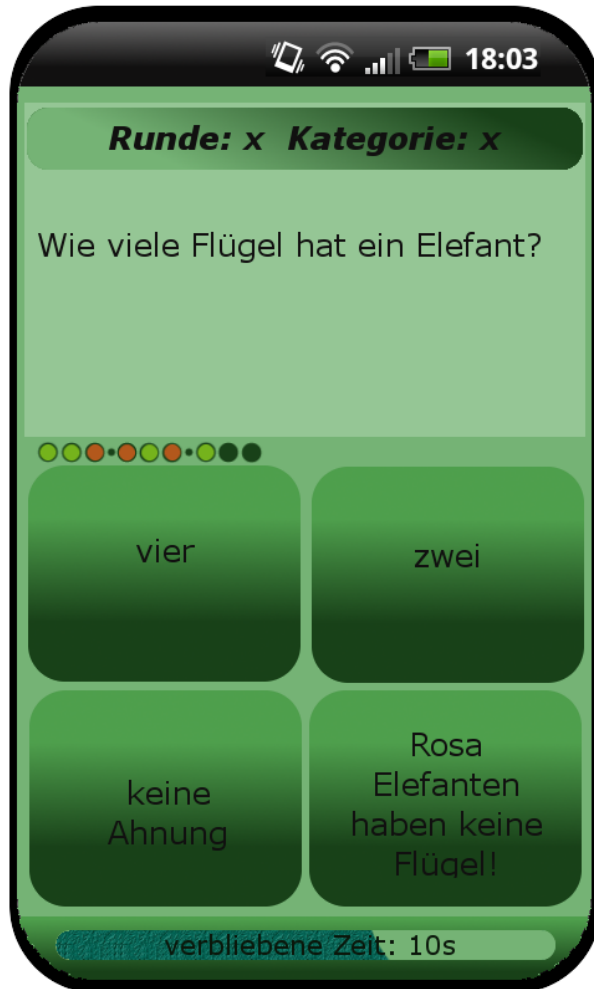 18:03
Runde: x Kategorie: x
Wie viele Flügel hat ein Elefant?
vier
zwei
keine
Ahnung
Rosa
Elefanten
haben keine
Flügel!
verbliebene Zeit: 10s